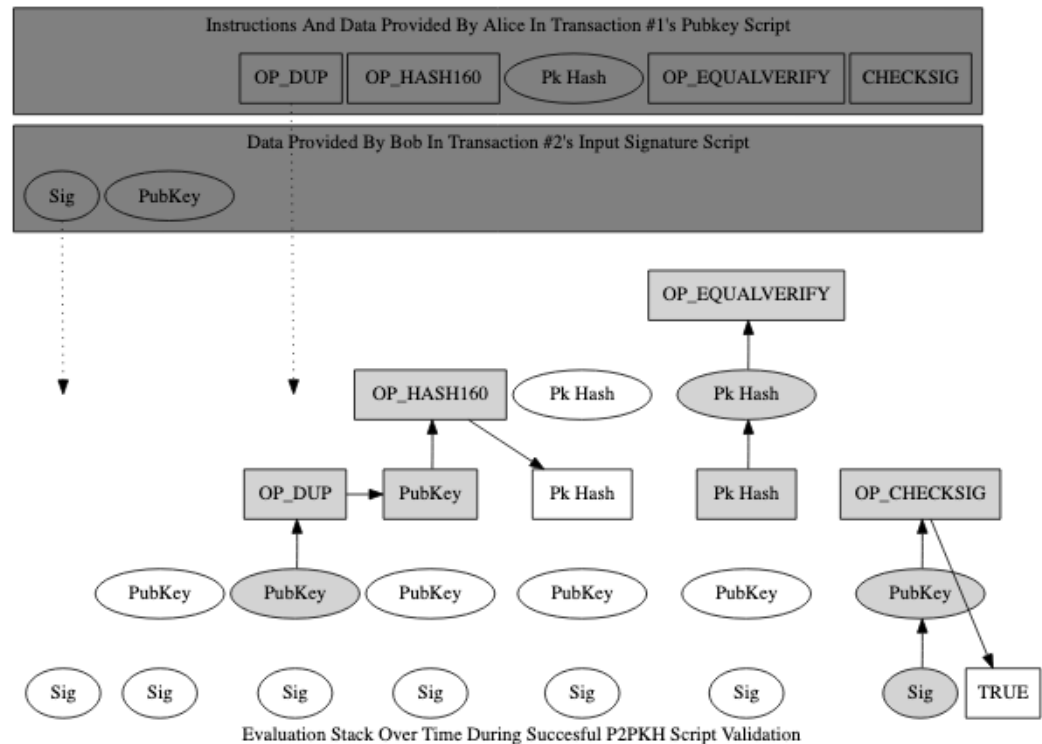 Instructions And Data Provided By Alice In Transaction #1's Pubkey Script
OP_DUP OP_HASH160 Pk Hash OP_EQUALVERIFY CHECKSIG
Data Provided By Bob In Transaction #2's Input Signature Script
Sig PubKey
OP_EQUALVERIFY
OP_HASH160 Pk Hash Pk Hash
OP_DUP PubKey Pk Hash Pk Hash OP_CHECKSIG
PubKey PubKey PubKey PubKey PubKey PubKey
Sig Sig Sig Sig Sig Sig Sig TRUE
Evaluation Stack Over Time During Succesful P2PKH Script Validation